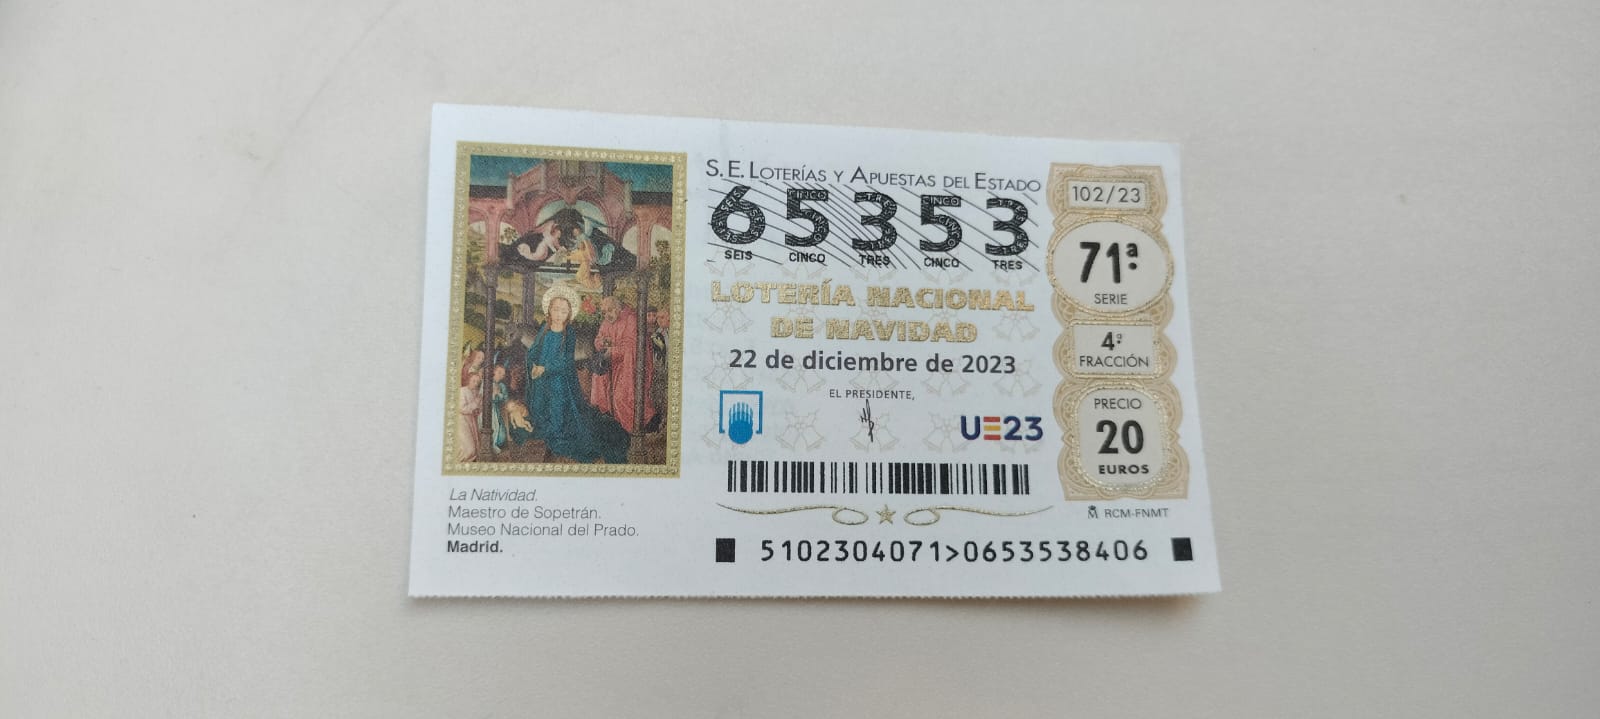 S.E. LOTERÍAS Y APUESTAS DEL ESTADO
65353
SEIS CINCO TRES CINCO TRES
LOTERÍA NACIONAL
DE NAVIDAD
22 de diciembre de 2023
EL PRESIDENTE,
UE23
102/23
71ª
SERIE
4ª
FRACCIÓN
PRECIO
20
EUROS
RCM-FNMT
La Natividad.
Maestro de Sopetrán.
Museo Nacional del Prado.
Madrid.
5102304071>0653538406